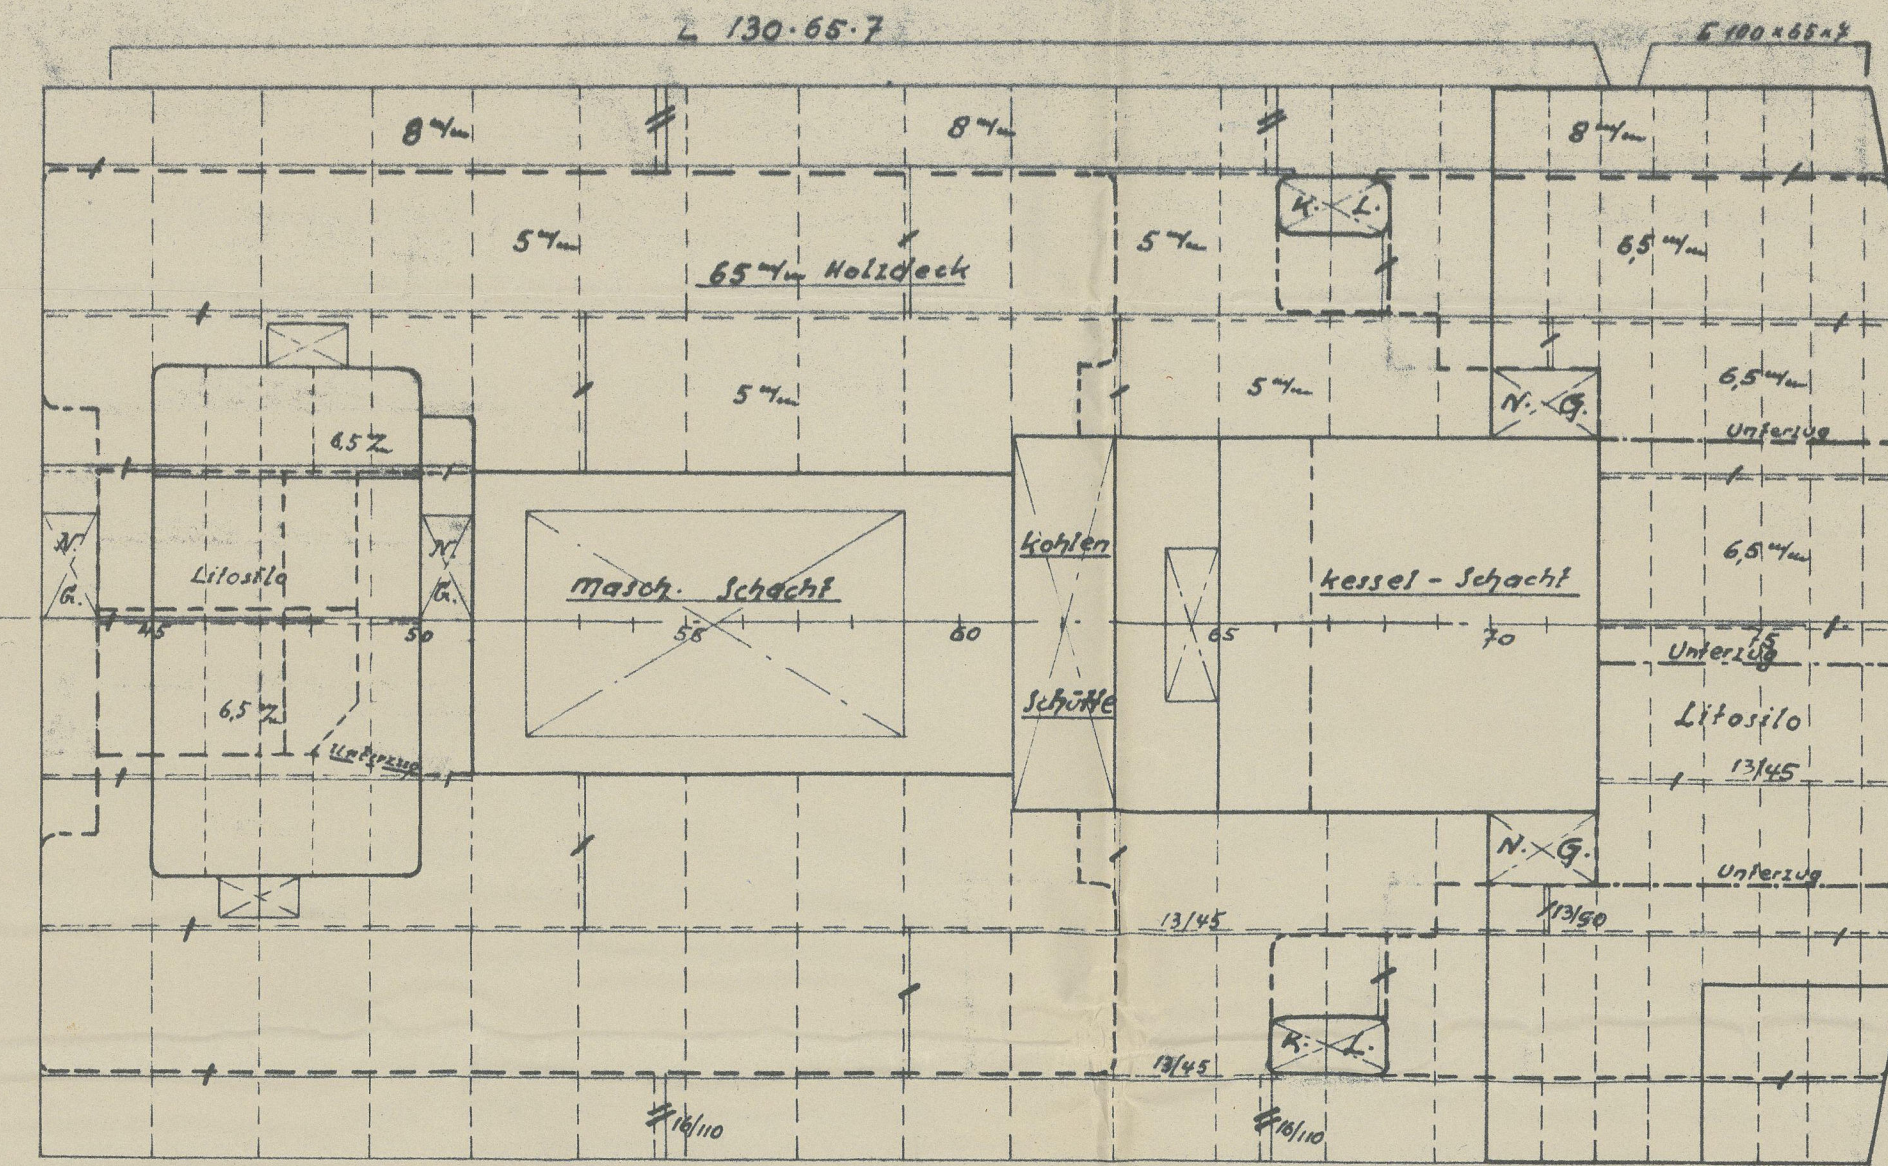 L 130·65·7
L 100×65×7
8 m/m
8 m/m
8 m/m
K. L.
5 m/m
5 m/m
6,5 m/m
65 m/m Holzdeck
5 m/m
5 m/m
6,5 m/m
N. G.
Unterzug
6,5 %
N. G.
N. G.
Kohlen
6,5 m/m
Litosilo
Masch. Schacht
Kessel-Schacht
45
50
55
60
65
70
75
Unterzug
Schütte
6,5 %
Litosilo
Unterzug
13/45
N. G.
Unterzug
13/45
13/90
K. L.
13/45
16/110
16/110